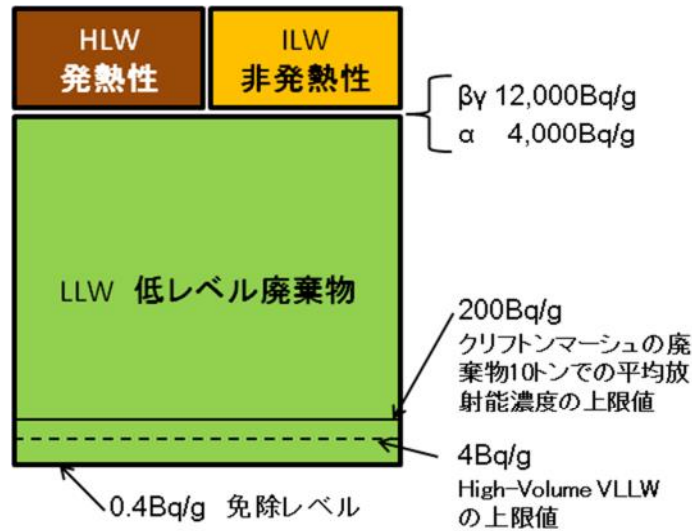 HLW
発熱性
ILW
非発熱性
βγ 12,000Bq/g
α 4,000Bq/g
LLW 低レベル廃棄物
200Bq/g
クリフトンマーシュの廃
棄物10トンでの平均放
射能濃度の上限値
4Bq/g
High-Volume VLLW
の上限値
0.4Bq/g 免除レベル